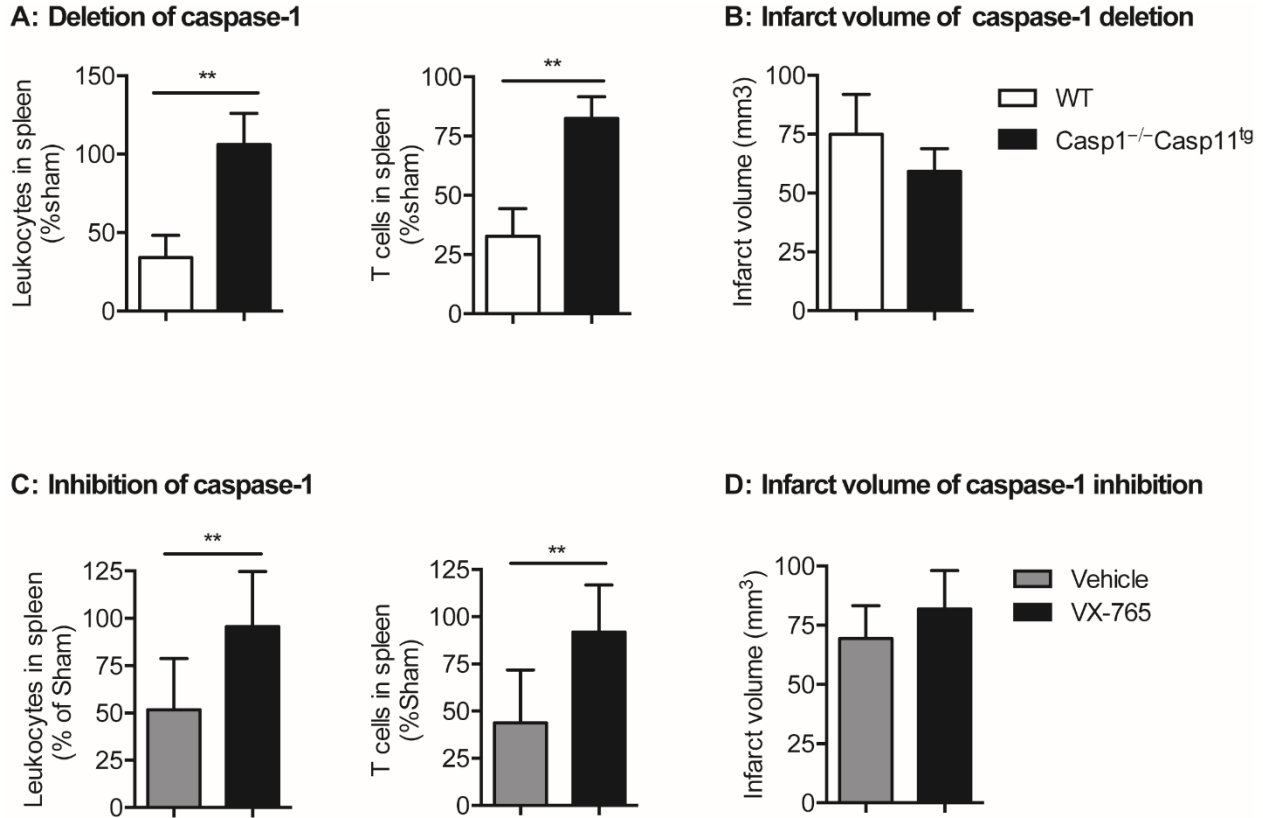 A: Deletion of caspase-1
Leukocytes in spleen
(%sham)
150
100
50
0
**
T cells in spleen
(%sham)
100
75
50
25
0
**
B: Infarct volume of caspase-1 deletion
Infarct volume (mm3)
100
75
50
25
0
WT
Casp1⁻/⁻Casp11ᵗᵍ
C: Inhibition of caspase-1
Leukocytes in spleen
(% of Sham)
125
100
75
50
25
0
**
T cells in spleen
(%Sham)
125
100
75
50
25
0
**
D: Infarct volume of caspase-1 inhibition
Infarct volume (mm³)
100
75
50
25
0
Vehicle
VX-765